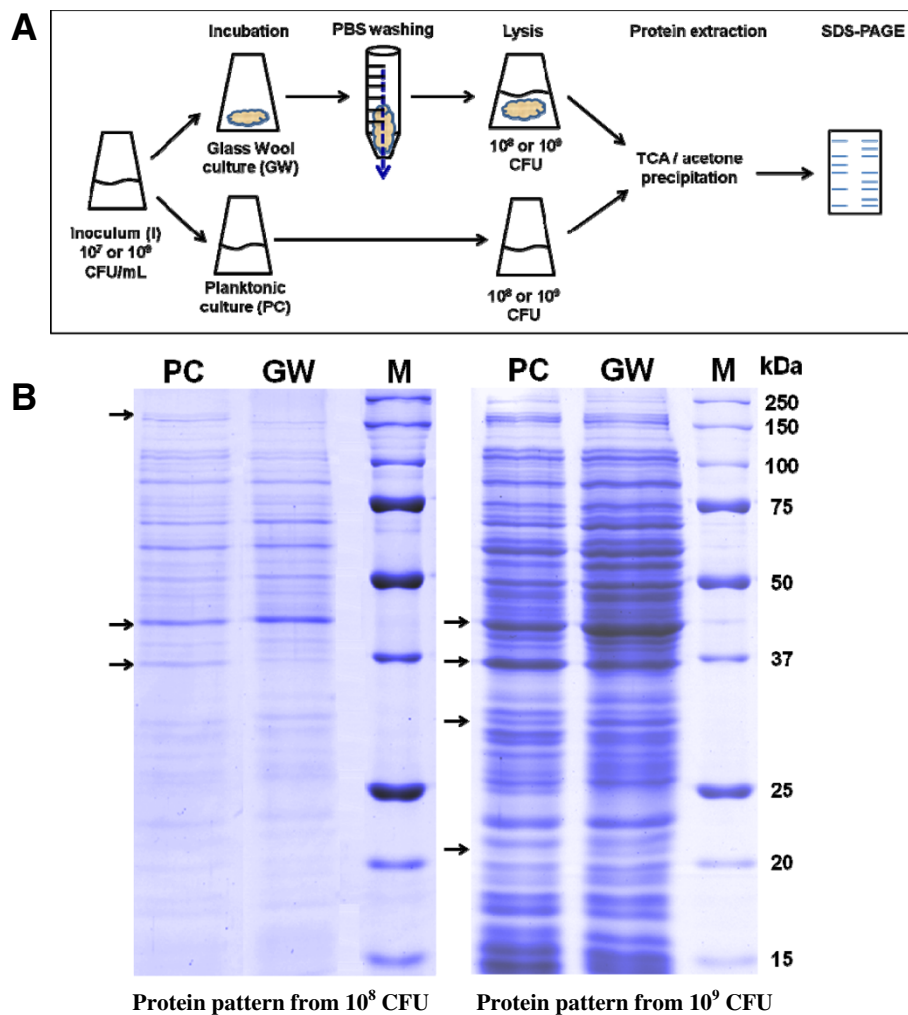 A
Incubation PBS washing Lysis Protein extraction SDS-PAGE
Glass Wool
culture (GW)
10⁸ or 10⁹
CFU
TCA / acetone
precipitation
Inoculum (I)
10⁷ or 10⁹
CFU/mL
Planktonic
culture (PC)
10⁸ or 10⁹
CFU
B
PC GW M PC GW M kDa
250
150
100
75
50
37
25
20
15
Protein pattern from 10⁸ CFU Protein pattern from 10⁹ CFU